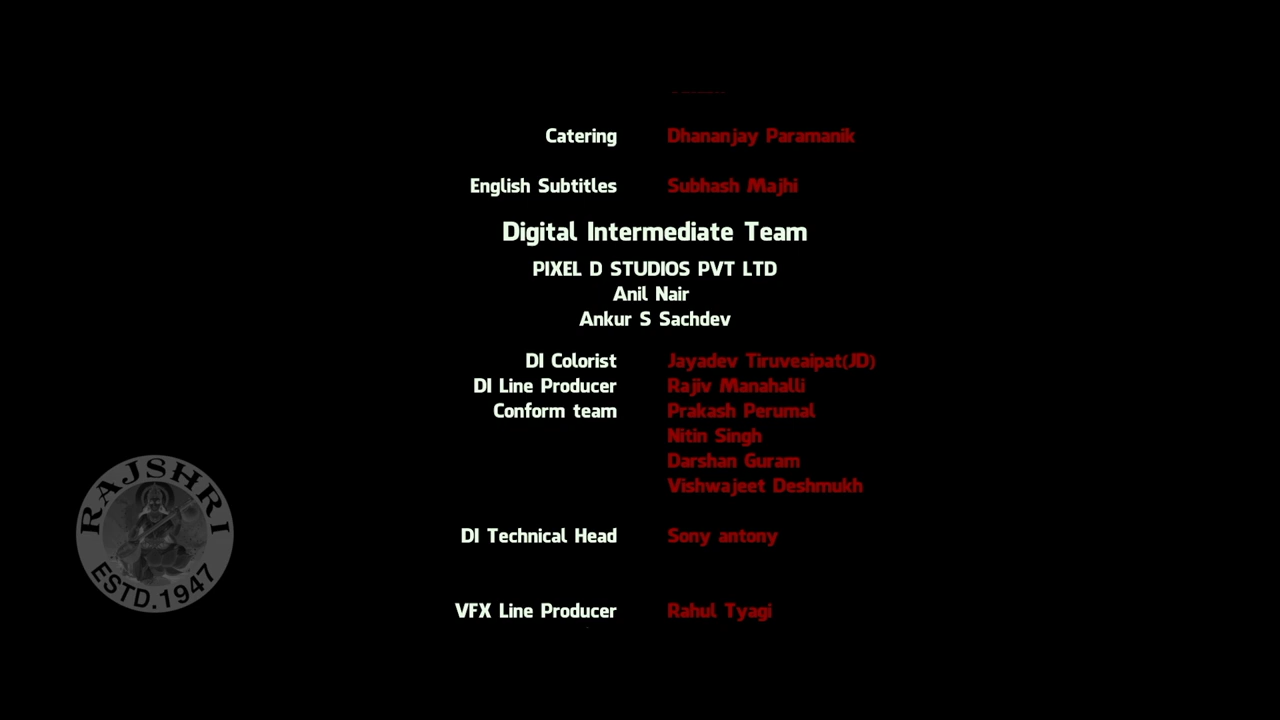 Catering Dhananjay Paramanik
English Subtitles Subhash Majhi
Digital Intermediate Team
PIXEL D STUDIOS PVT LTD
Anil Nair
Ankur S Sachdev
DI Colorist Jayadev Tiruveaipat(JD)
DI Line Producer Rajiv Manahalli
Conform team Prakash Perumal
Nitin Singh
Darshan Guram
Vishwajeet Deshmukh
DI Technical Head Sony antony
VFX Line Producer Rahul Tyagi
RAJSHRI
ESTD.1947